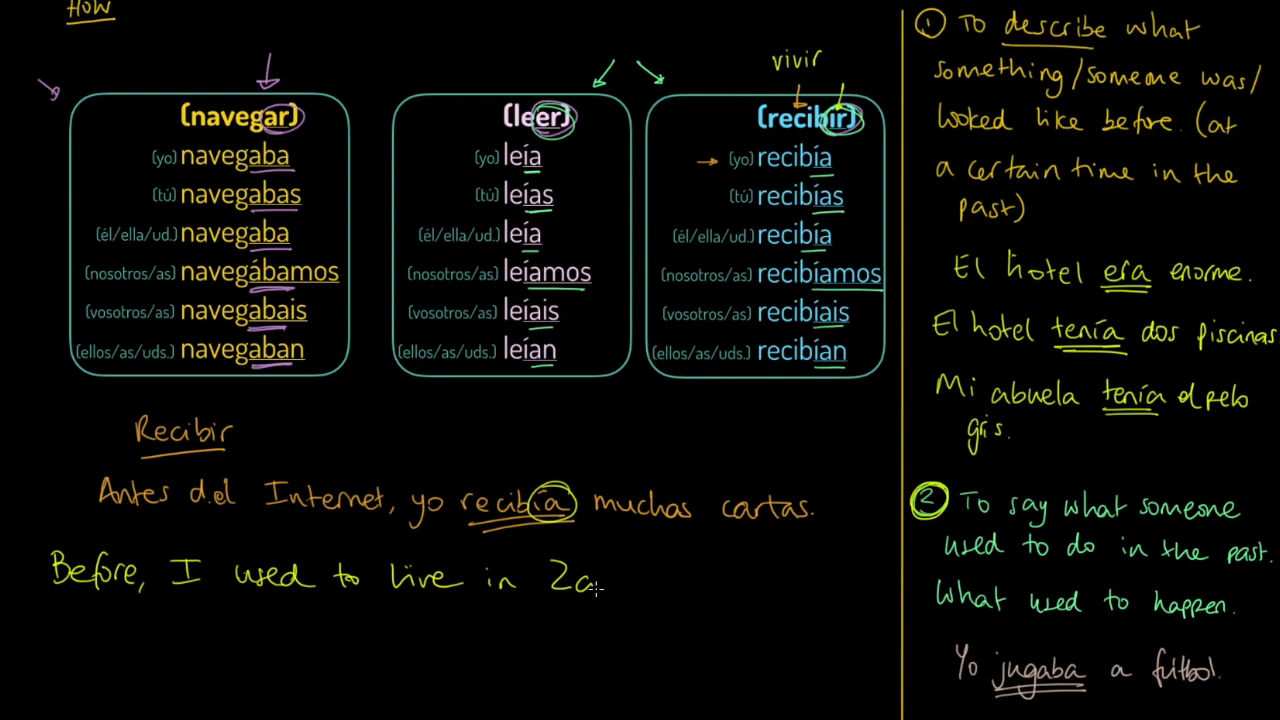 How
vivir
(navegar)
(yo) navegaba
(tú) navegabas
(él/ella/ud.) navegaba
(nosotros/as) navegábamos
(vosotros/as) navegabais
(ellos/as/uds.) navegaban
(leer)
(yo) leía
(tú) leías
(él/ella/ud.) leía
(nosotros/as) leíamos
(vosotros/as) leíais
(ellos/as/uds.) leían
(recibir)
(yo) recibía
(tú) recibías
(él/ella/ud.) recibía
(nosotros/as) recibíamos
(vosotros/as) recibíais
(ellos/as/uds.) recibían
Recibir
Antes del Internet, yo recibía muchas cartas.
Before, I used to live in Za
1 To describe what
something/someone was/
looked like before. (at
a certain time in the
past)
El hotel era enorme.
El hotel tenía dos piscinas
Mi abuela tenía el pelo
gris.
2 To say what someone
used to do in the past.
What used to happen.
Yo jugaba a fútbol.